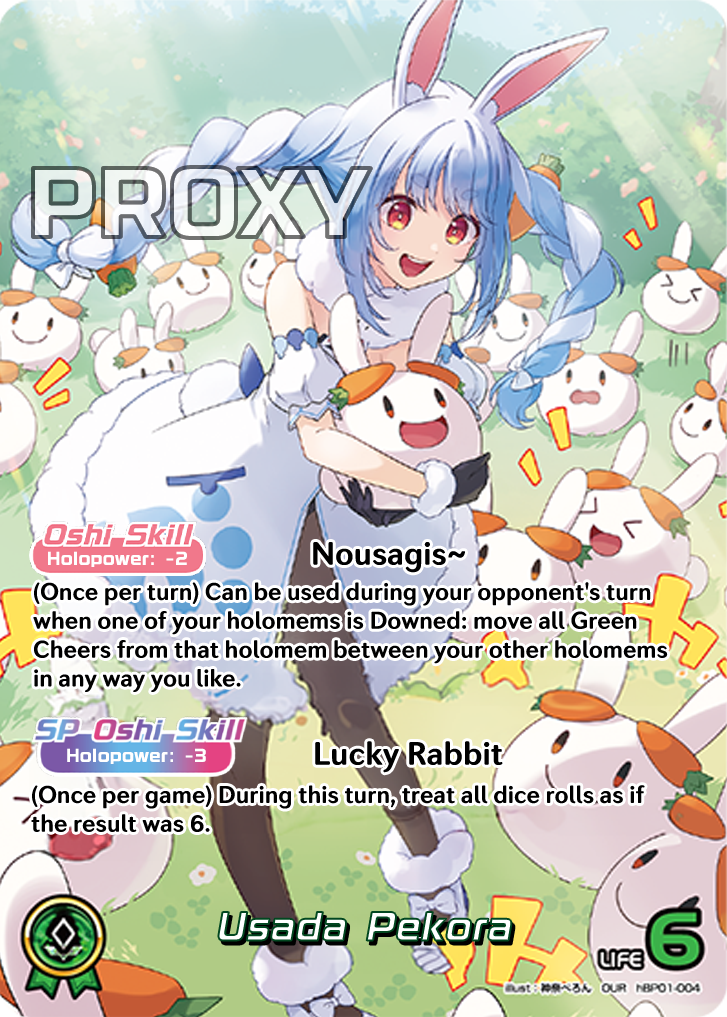 PROXY
Oshi Skill
Holopower: -2
Nousagis~
(Once per turn) Can be used during your opponent's turn
when one of your holomems is Downed: move all Green
Cheers from that holomem between your other holomems
in any way you like.
SP Oshi Skill
Holopower: -3
Lucky Rabbit
(Once per game) During this turn, treat all dice rolls as if
the result was 6.
Usada Pekora
LIFE 6
illust：神奈ぺろん OUR hBP01-004